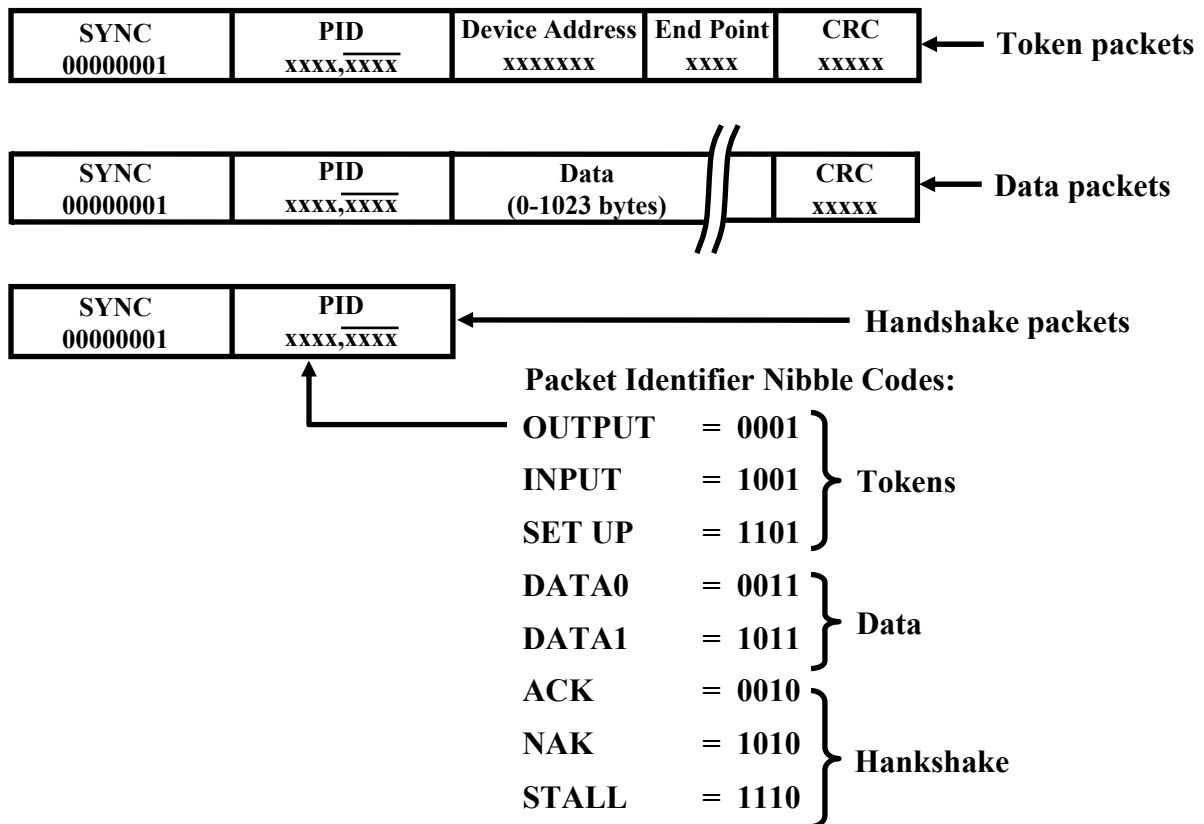 SYNC PID Device Address End Point CRC
00000001 xxxx,xxxx xxxxxxx xxxx xxxxx
Token packets
SYNC PID Data CRC
00000001 xxxx,xxxx (0-1023 bytes) xxxxx
Data packets
SYNC PID
00000001 xxxx,xxxx
Handshake packets
Packet Identifier Nibble Codes:
OUTPUT = 0001
INPUT = 1001
SET UP = 1101
Tokens
DATA0 = 0011
DATA1 = 1011
Data
ACK = 0010
NAK = 1010
STALL = 1110
Hankshake